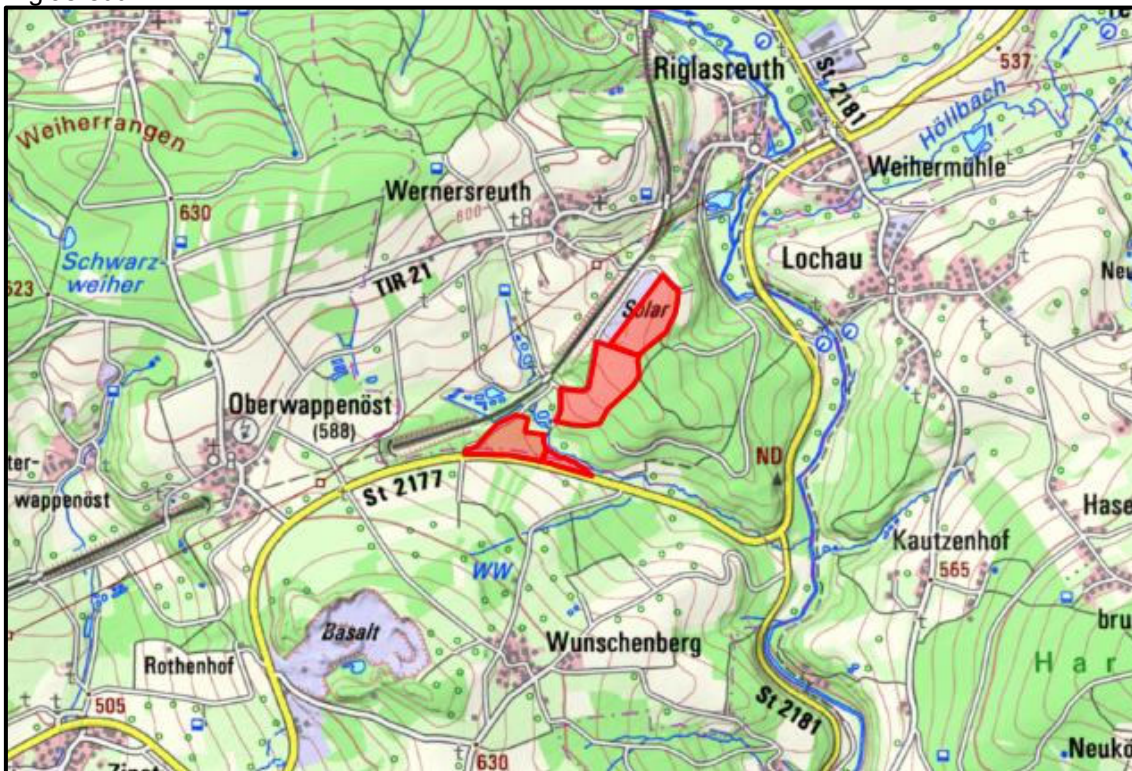 Riglasreuth
St 2181
537
Höllbach
Weiherrangen
Weihermühle
Wernersreuth
600
630
Schwarz-
weiher
TIR 21
Lochau
623
Solar
Oberwappenöst
(588)
ND
wappenöst
St 2177
Kautzenhof
565
WW
Basalt
Wunschenberg
Rothenhof
St 2181
505
630